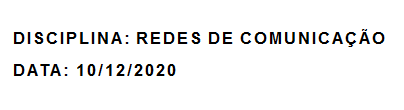 DISCIPLINA: REDES DE COMUNICAÇÃO
DATA: 10/12/2020